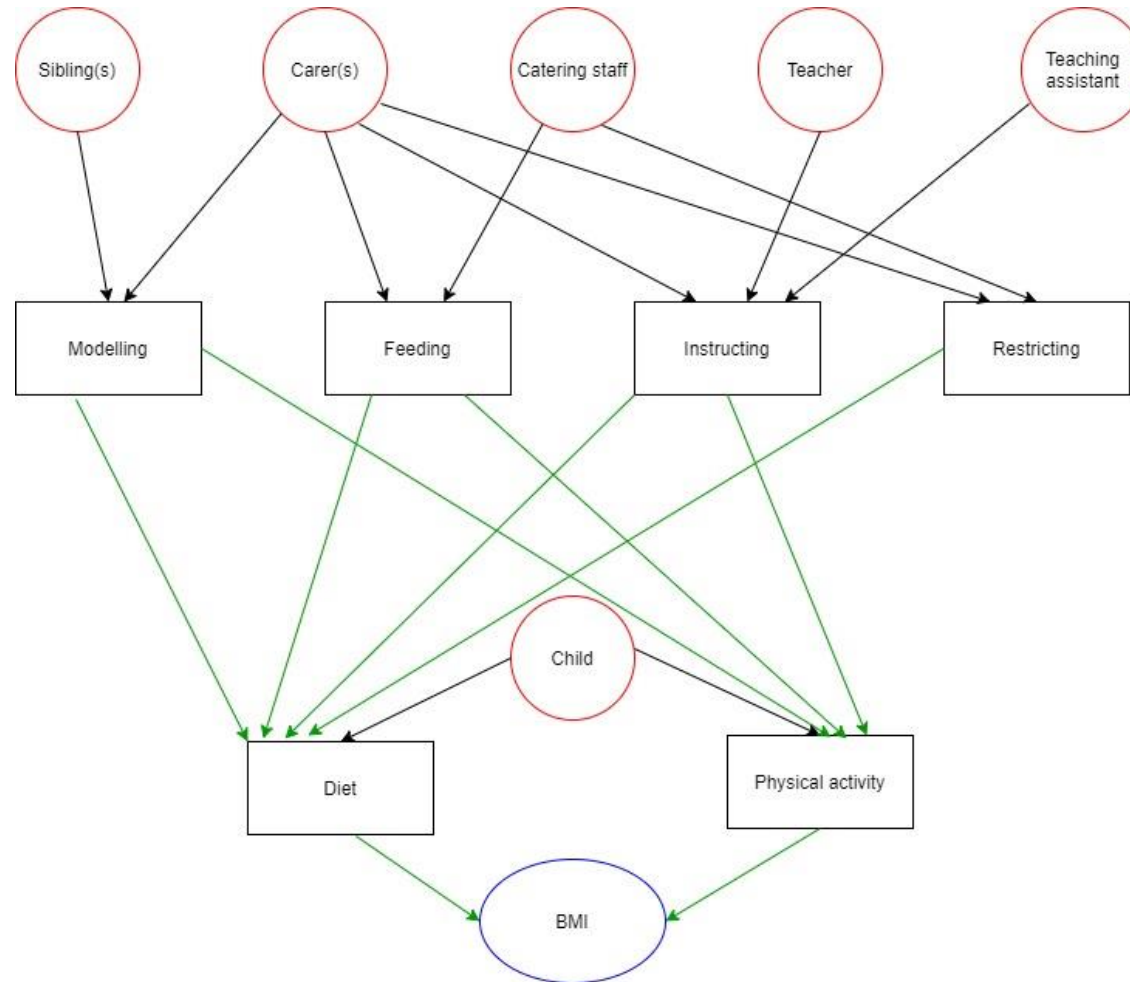 Sibling(s)
Carer(s)
Catering staff
Teacher
Teaching
assistant
Modelling
Feeding
Instructing
Restricting
Child
Diet
Physical activity
BMI